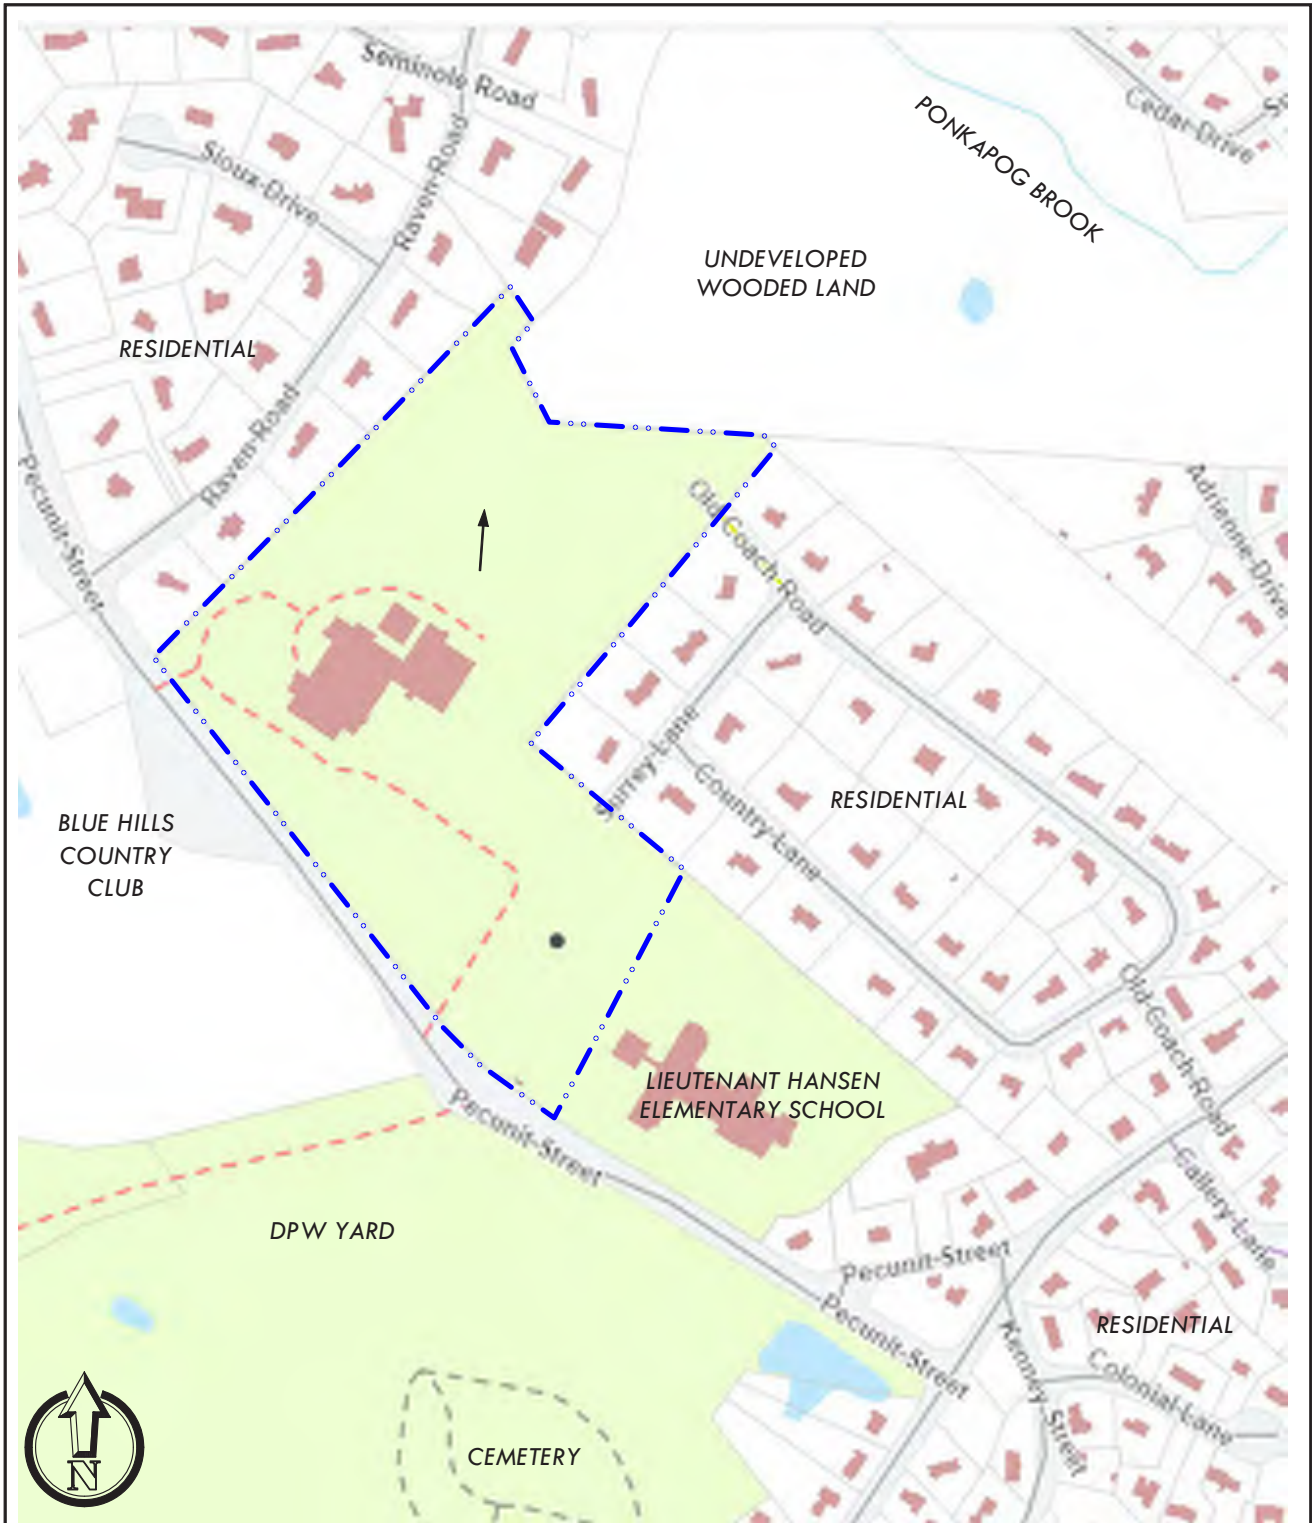 Seminole Road
Cedar-Drive
PONKAPOG BROOK
Sioux-Drive
Raven-Road
UNDEVELOPED
WOODED LAND
RESIDENTIAL
Raven-Road
Pecunit-Street
Adrienne-Drive
Old-Coach-Road
Surrey-Lane
Country-Lane
RESIDENTIAL
BLUE HILLS
COUNTRY
CLUB
Old-Coach-Road
LIEUTENANT HANSEN
ELEMENTARY SCHOOL
Pecunit-Street
Gallery-Lane
DPW YARD
Pecunit-Street
Pecunit-Street
RESIDENTIAL
Kenney-Street
Colonial-Lane
CEMETERY
N